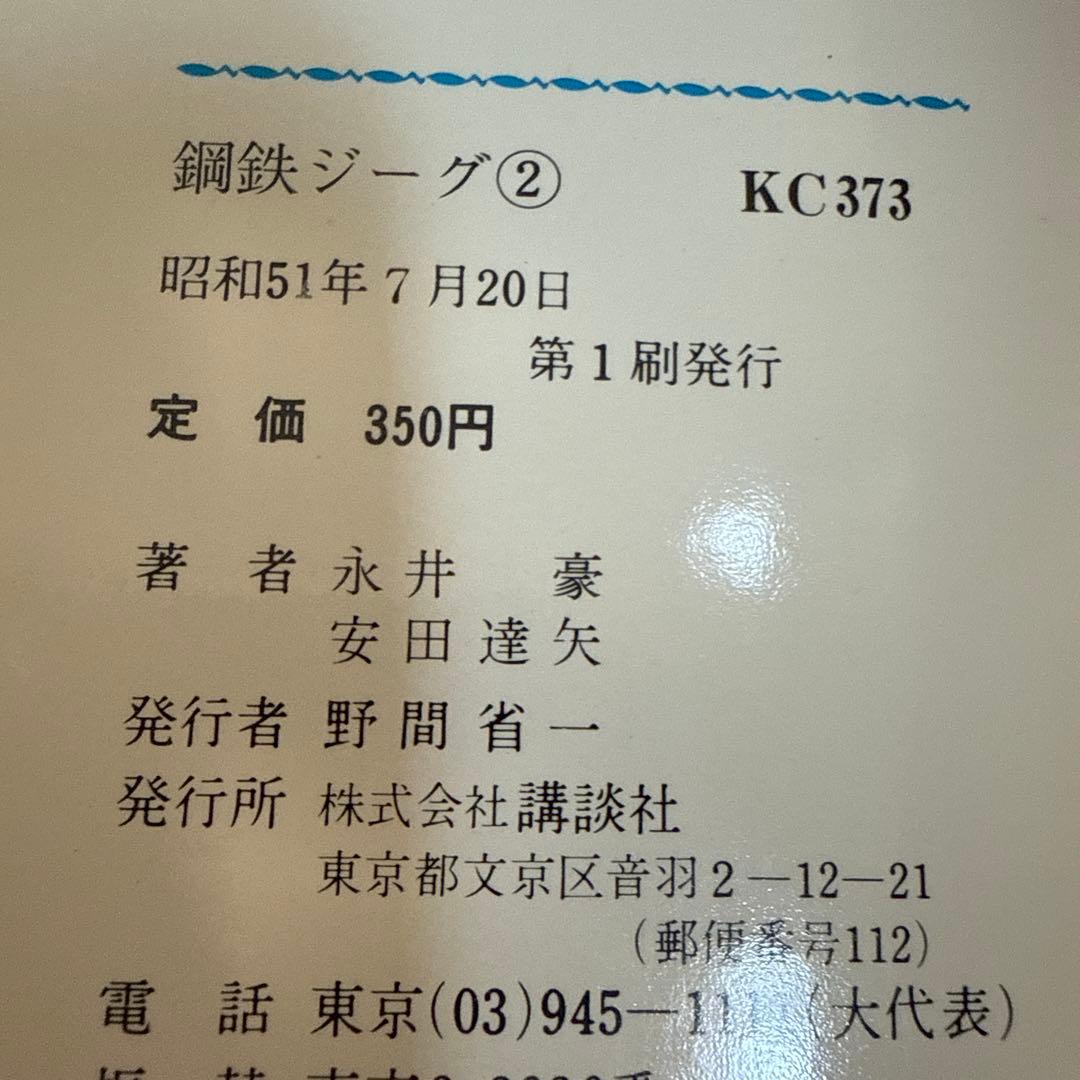 鋼鉄ジーグ② KC373
昭和51年7月20日
第1刷発行
定価 350円
著者 永井 豪
安田達矢
発行者 野間省一
発行所 株式会社講談社
東京都文京区音羽2―12―21
(郵便番号112)
電話 東京(03)945―111 (大代表)